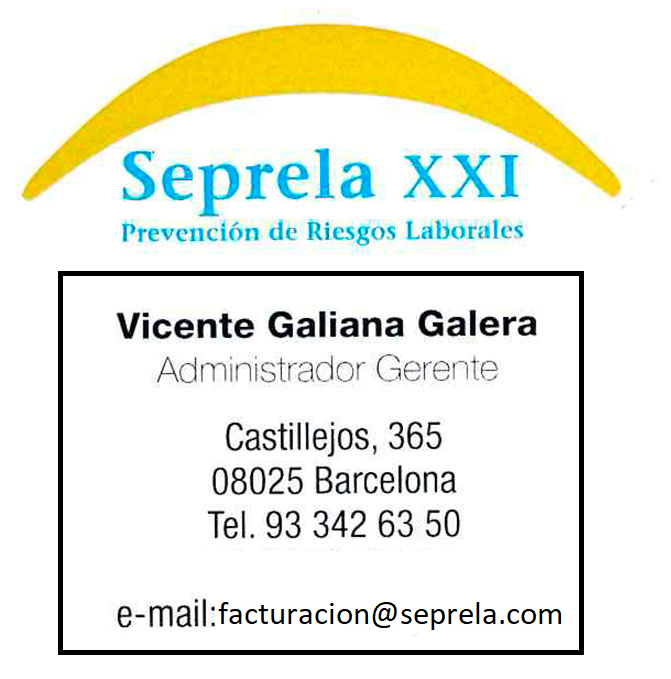 Seprela XXI
Prevención de Riesgos Laborales
Vicente Galiana Galera
Administrador Gerente
Castillejos, 365
08025 Barcelona
Tel. 93 342 63 50
e-mail:facturacion@seprela.com